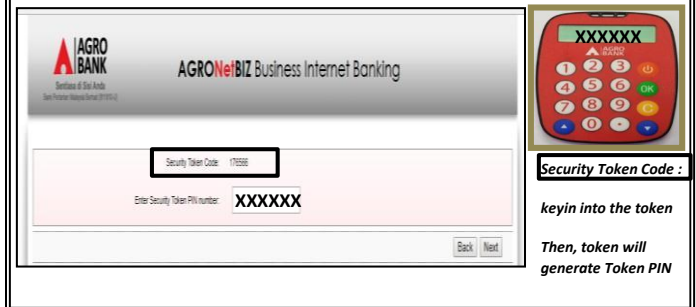 AGRO
BANK
Sentiasa di Sisi Anda
AGRONetBIZ Business Internet Banking
Security Token Code: 176566
Enter Security Token PIN number: XXXXXX
Back Next
XXXXXX
AGRO
BANK
1 2 3
4 5 6 OK
7 8 9 C
0 .
Security Token Code :
keyin into the token
Then, token will
generate Token PIN